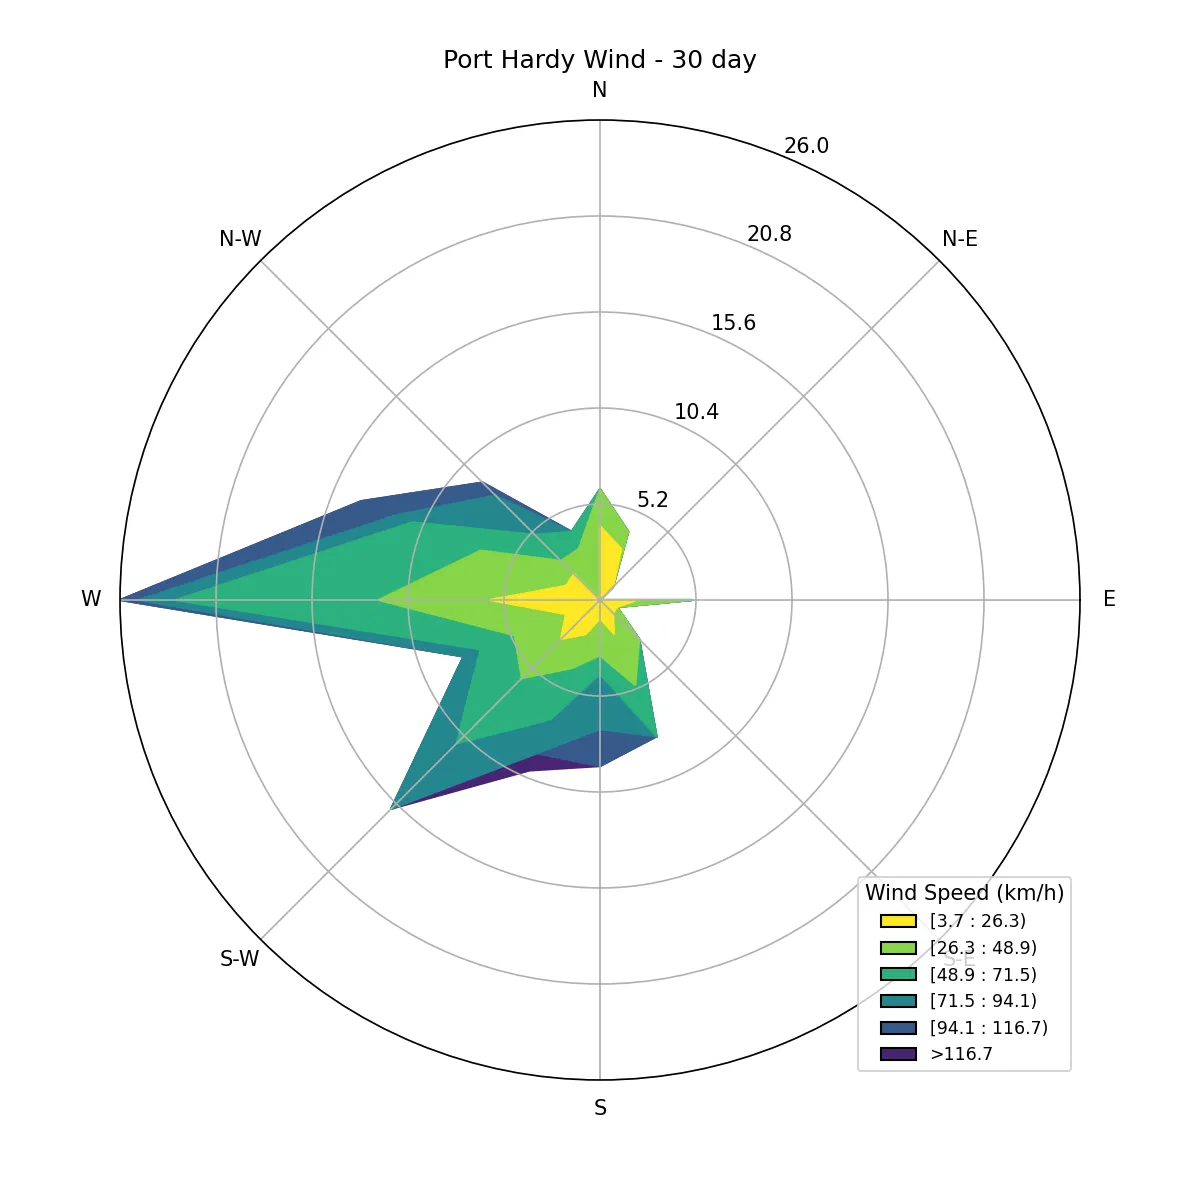 Port Hardy Wind - 30 day
N
26.0
N-W
20.8
N-E
15.6
10.4
5.2
W
E
Wind Speed (km/h)
[3.7 : 26.3)
[26.3 : 48.9)
S-W
S-E
[48.9 : 71.5)
[71.5 : 94.1)
[94.1 : 116.7)
>116.7
S